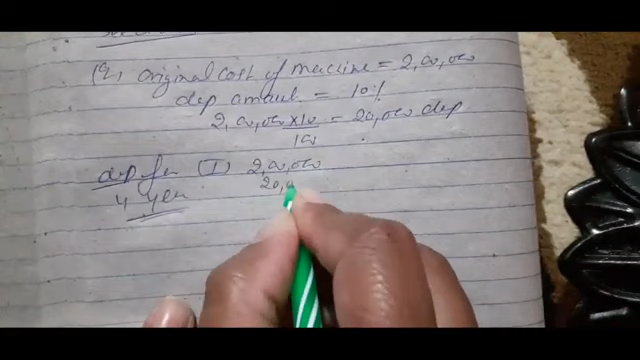 (Q, original cost of machine = 2,00,000
dep amount = 10%
2,00,000 × 10 = 20,000 dep
100
dep for (I) 2,00,000
4 year 20,0